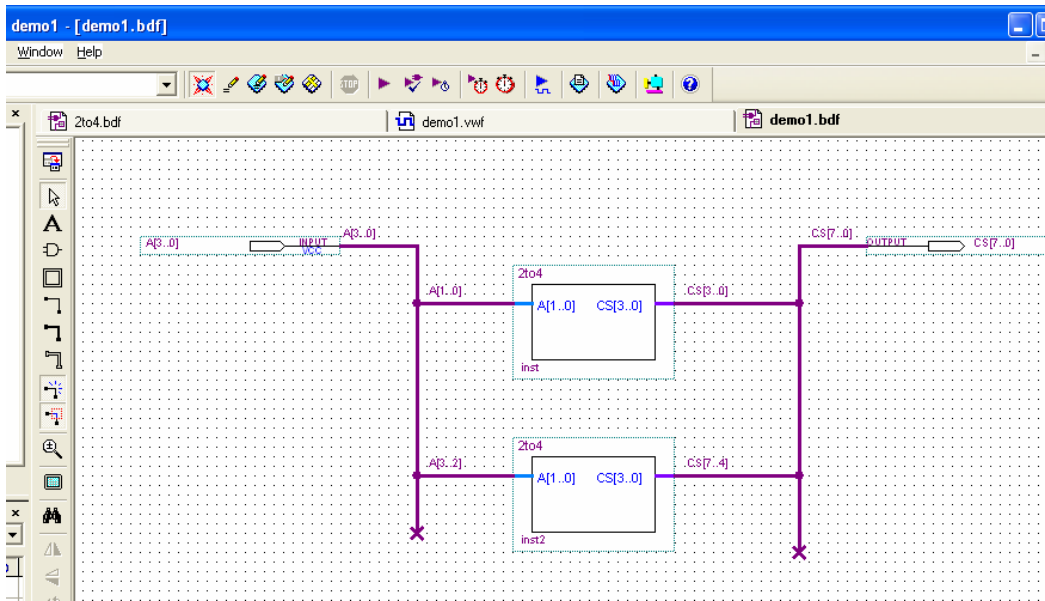 demo1 - [demo1.bdf]
Window Help
STOP
2to4.bdf demo1.vwf demo1.bdf
A[3..0] INPUT VCC A[3..0] CS[7..0] OUTPUT CS[7..0]
2to4
A[1..0] A[1..0] CS[3..0] CS[3..0]
inst
2to4
A[3..2] A[1..0] CS[3..0] CS[7..4]
inst2